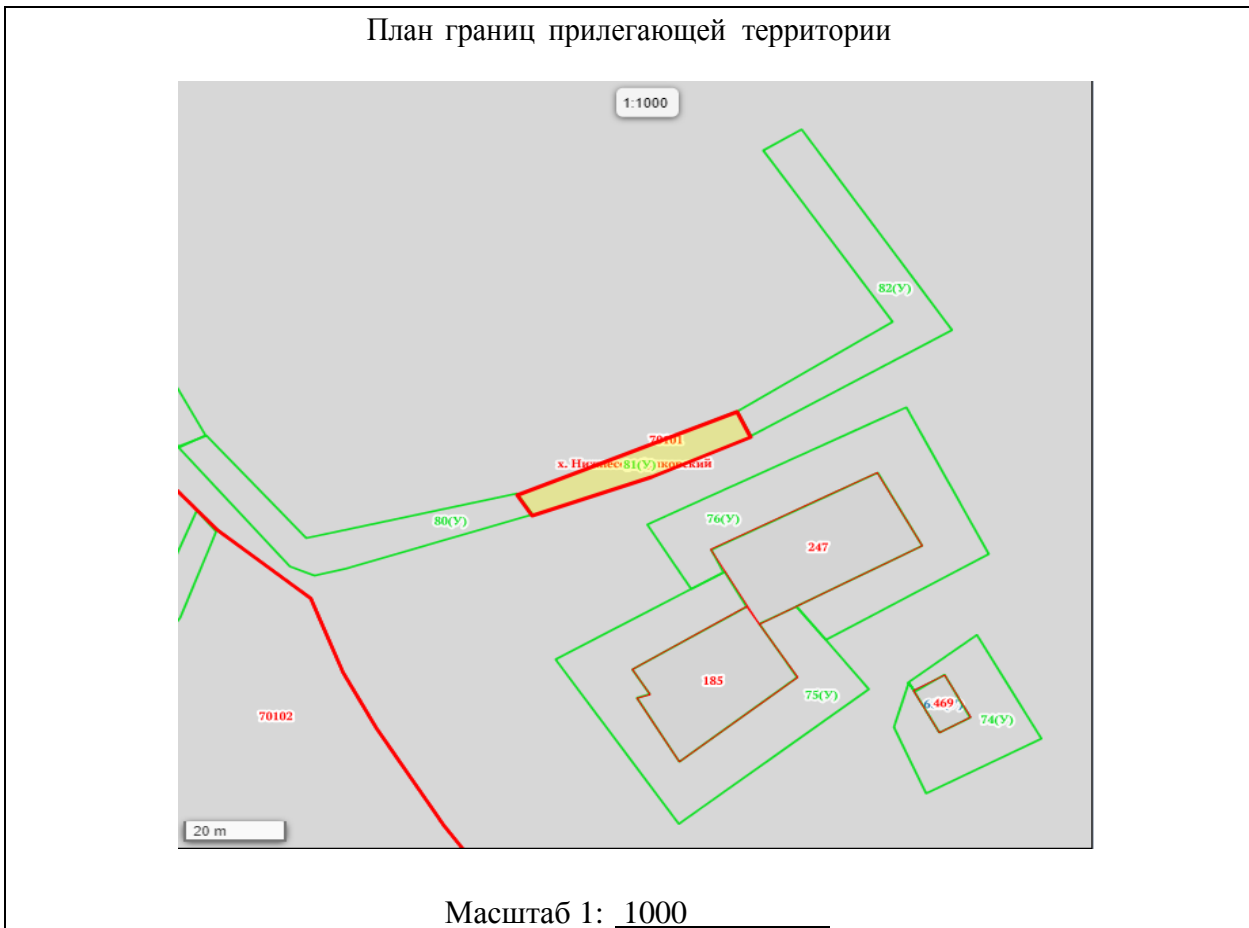 План границ прилегающей территории
1:1000
82(У)
70101
х.
81(У)
80(У)
76(У)
247
185
75(У)
469
74(У)
70102
20 m
Масштаб 1: 1000